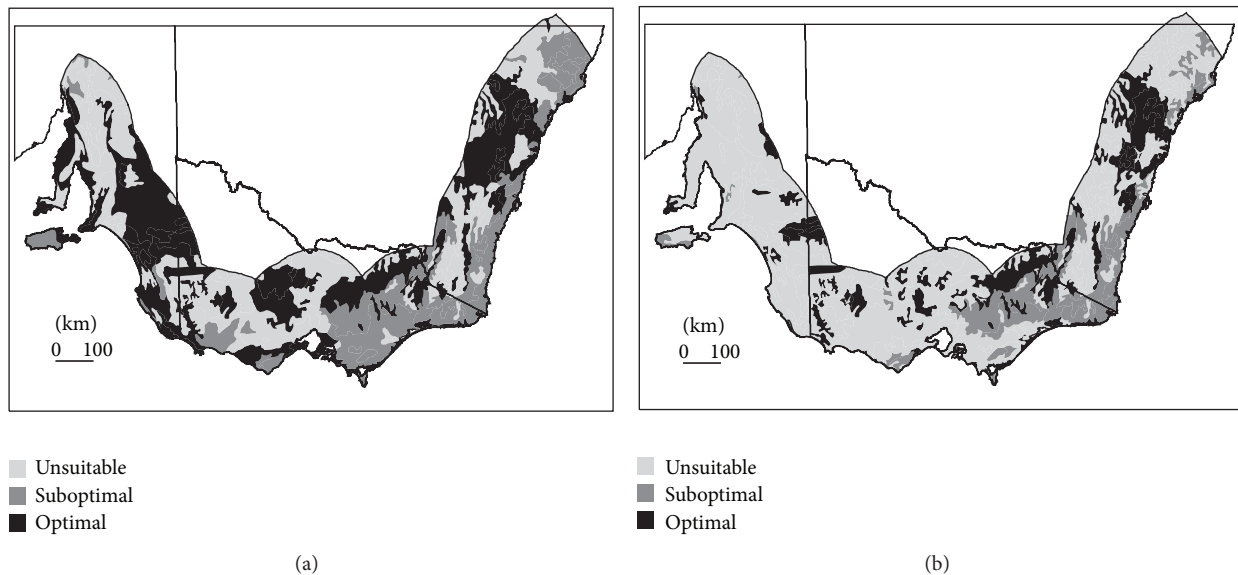 (km)
0 100
Unsuitable
Suboptimal
Optimal
(a)
(km)
0 100
Unsuitable
Suboptimal
Optimal
(b)